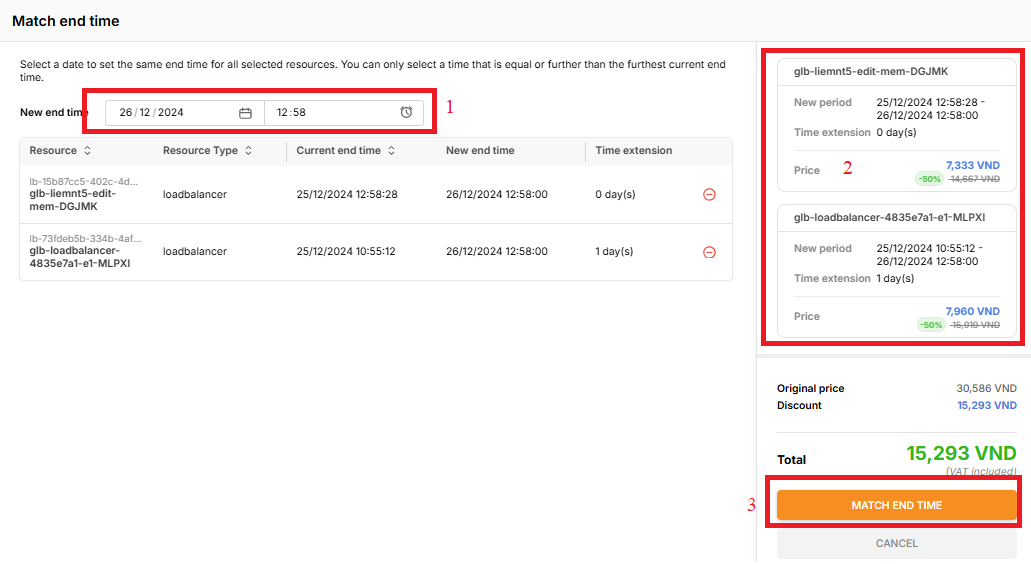 Match end time
Select a date to set the same end time for all selected resources. You can only select a time that is equal or further than the furthest current end
time.
New end time 26/12/2024 12:58 1
Resource Resource Type Current end time New end time Time extension
lb-15b87cc5-402c-4d...
glb-liemnt5-edit-
mem-DGJMK
loadbalancer 25/12/2024 12:58:28 26/12/2024 12:58:00 0 day(s)
lb-73fdeb5b-334b-4af...
glb-loadbalancer-
4835e7a1-e1-MLPXI
loadbalancer 25/12/2024 10:55:12 26/12/2024 12:58:00 1 day(s)
glb-liemnt5-edit-mem-DGJMK
New period 25/12/2024 12:58:28 -
26/12/2024 12:58:00
Time extension 0 day(s)
Price 2 7,333 VND
-50% 14,667 VND
glb-loadbalancer-4835e7a1-e1-MLPXI
New period 25/12/2024 10:55:12 -
26/12/2024 12:58:00
Time extension 1 day(s)
Price 7,960 VND
-50% 15,919 VND
Original price 30,586 VND
Discount 15,293 VND
Total 15,293 VND
(VAT included)
3 MATCH END TIME
CANCEL